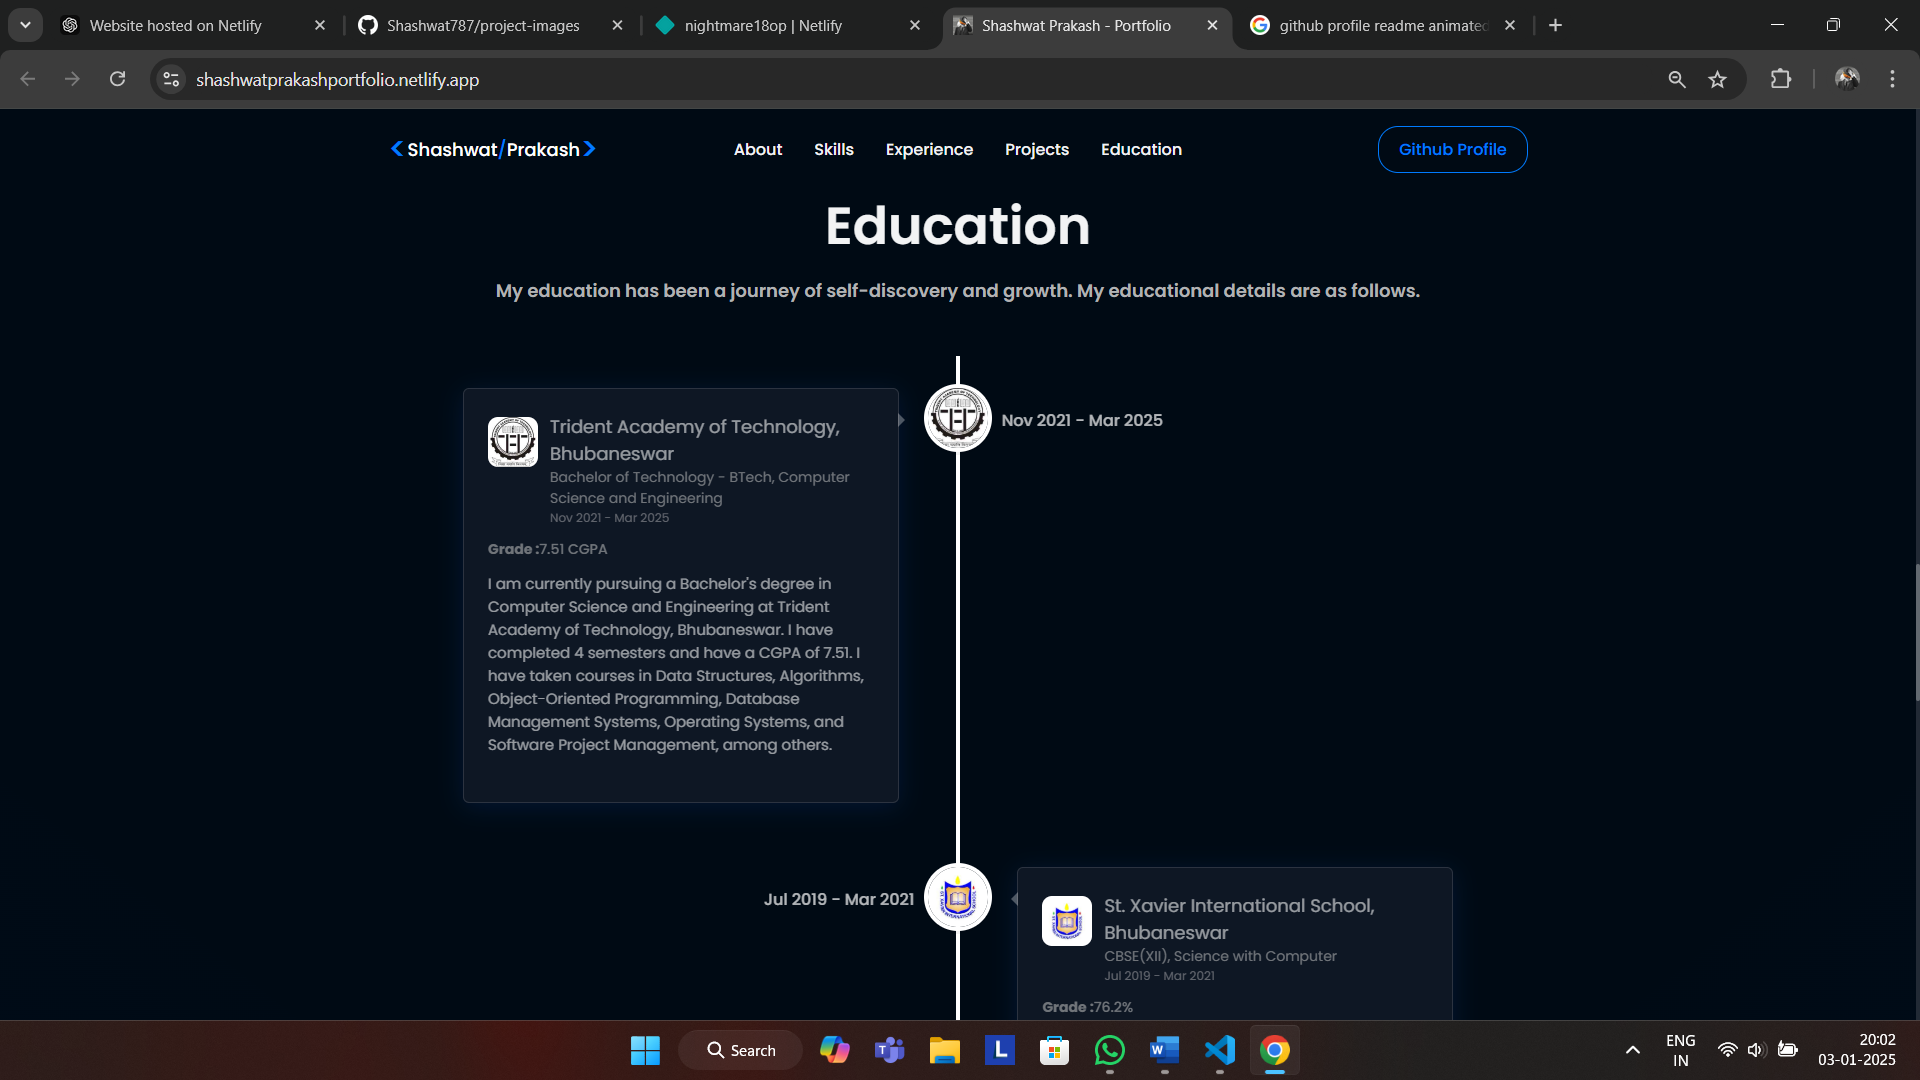 Website hosted on Netlify
Shashwat787/project-images
nightmare18op | Netlify
Shashwat Prakash - Portfolio
github profile readme animated
shashwatprakashportfolio.netlify.app
<Shashwat/Prakash>
About
Skills
Experience
Projects
Education
Github Profile
Education
My education has been a journey of self-discovery and growth. My educational details are as follows.
Trident Academy of Technology,
Bhubaneswar
Bachelor of Technology - BTech, Computer
Science and Engineering
Nov 2021 - Mar 2025
Grade :7.51 CGPA
I am currently pursuing a Bachelor's degree in
Computer Science and Engineering at Trident
Academy of Technology, Bhubaneswar. I have
completed 4 semesters and have a CGPA of 7.51. I
have taken courses in Data Structures, Algorithms,
Object-Oriented Programming, Database
Management Systems, Operating Systems, and
Software Project Management, among others.
Nov 2021 - Mar 2025
Jul 2019 - Mar 2021
St. Xavier International School,
Bhubaneswar
CBSE(XII), Science with Computer
Jul 2019 - Mar 2021
Grade :76.2%
Search
L
ENG
IN
20:02
03-01-2025